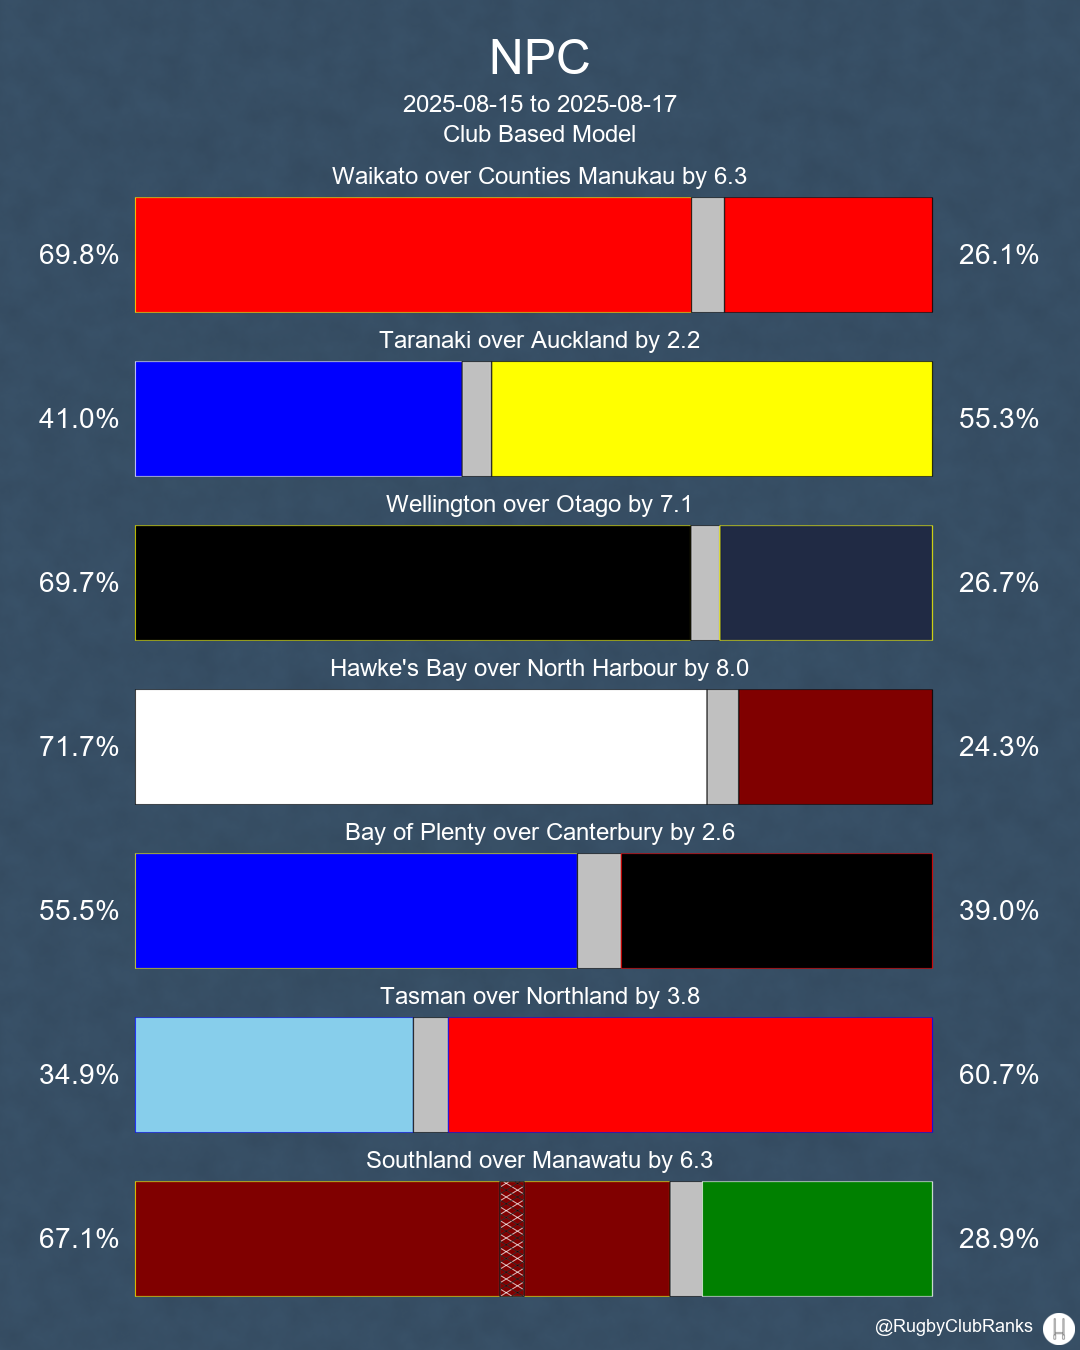 NPC
2025-08-15 to 2025-08-17
Club Based Model
Waikato over Counties Manukau by 6.3
69.8%
26.1%
Taranaki over Auckland by 2.2
41.0%
55.3%
Wellington over Otago by 7.1
69.7%
26.7%
Hawke's Bay over North Harbour by 8.0
71.7%
24.3%
Bay of Plenty over Canterbury by 2.6
55.5%
39.0%
Tasman over Northland by 3.8
34.9%
60.7%
Southland over Manawatu by 6.3
67.1%
28.9%
@RugbyClubRanks